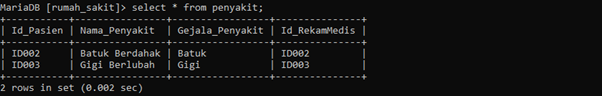 MariaDB [rumah_sakit]> select * from penyakit;
+-----------+----------------+-----------------+---------------+
| Id_Pasien | Nama_Penyakit  | Gejala_Penyakit | Id_RekamMedis |
+-----------+----------------+-----------------+---------------+
| ID002     | Batuk Berdahak | Batuk           | ID002         |
| ID003     | Gigi Berlubah  | Gigi            | ID003         |
+-----------+----------------+-----------------+---------------+
2 rows in set (0.002 sec)